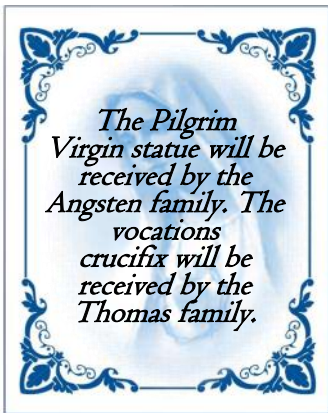 The Pilgrim
Virgin statue will be
received by the
Angsten family. The
vocations
crucifix will be
received by the
Thomas family.